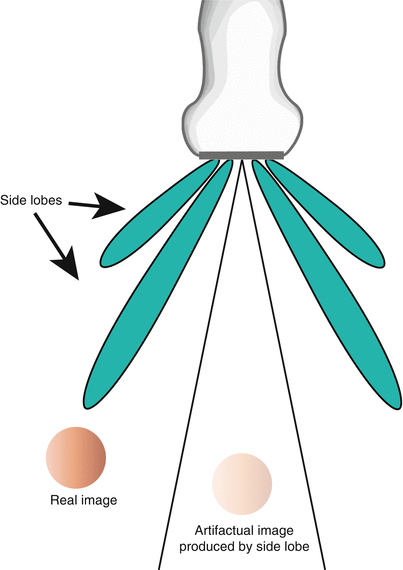 Side lobes
Real image
Artifactual image
produced by side lobe